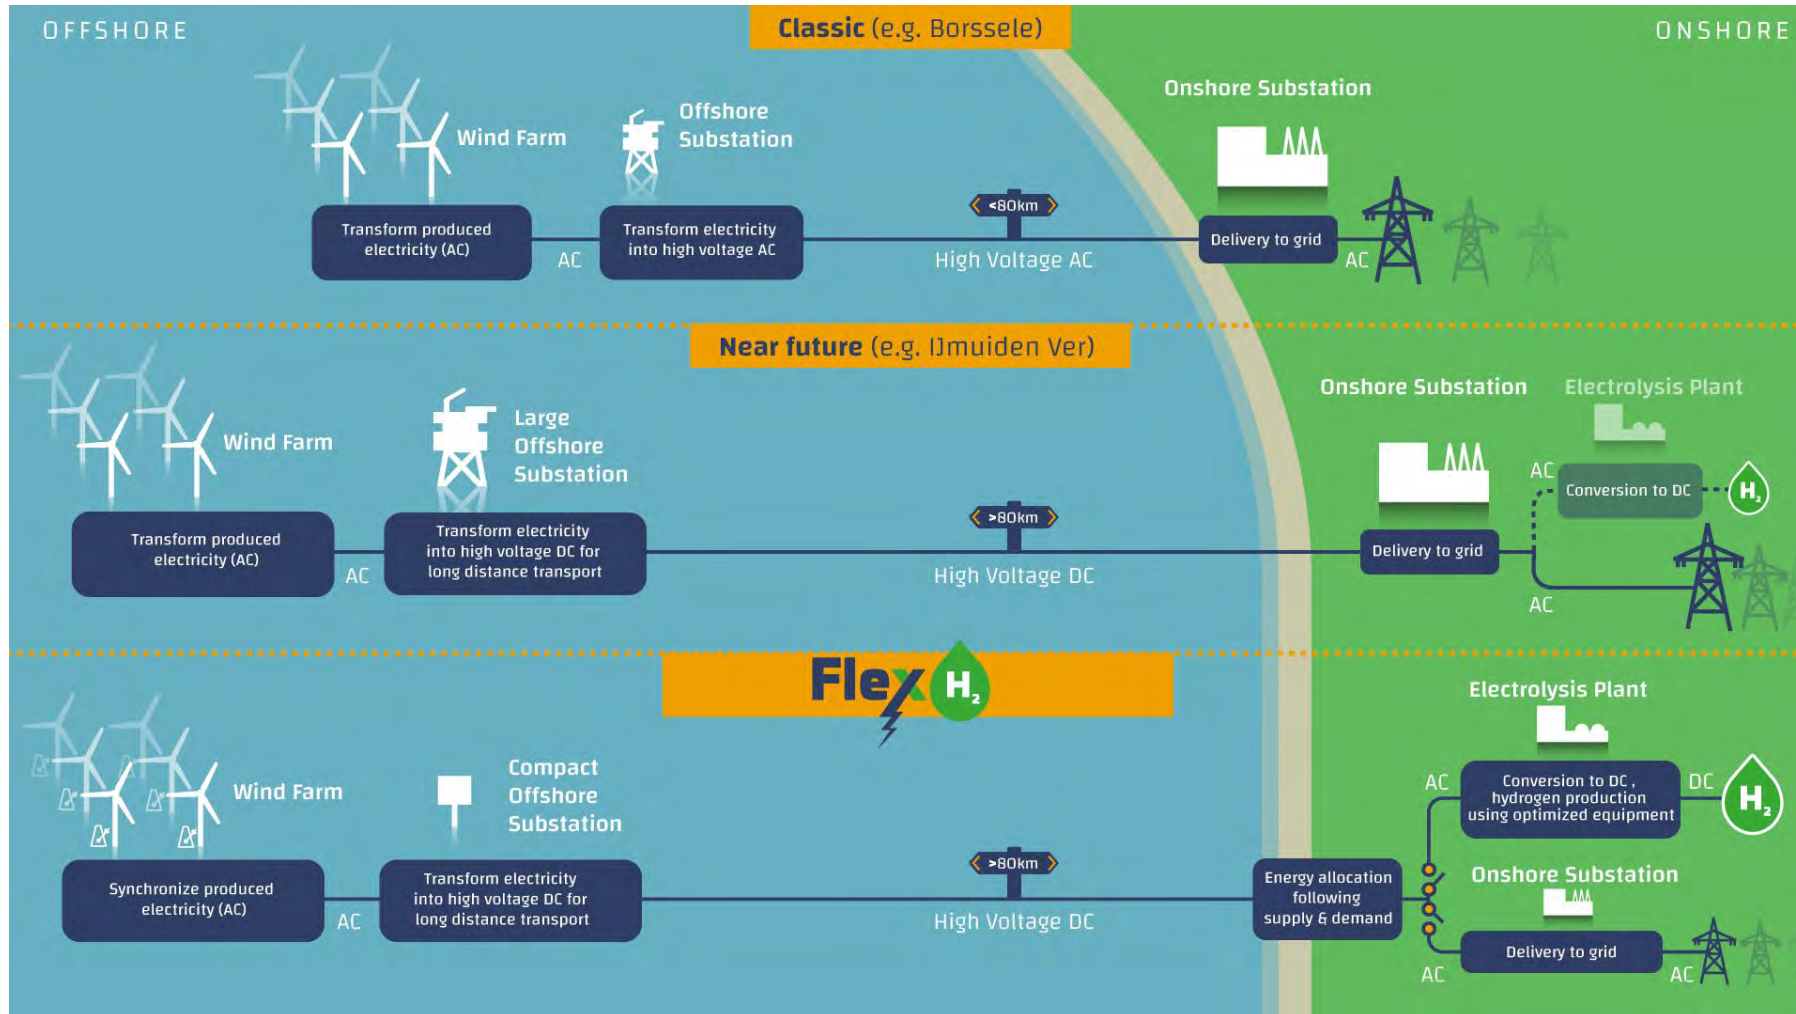 OFFSHORE
Classic (e.g. Borssele)
ONSHORE
Wind Farm
Offshore
Substation
Onshore Substation
Transform produced
electricity (AC)
AC
Transform electricity
into high voltage AC
<80km
High Voltage AC
Delivery to grid
AC
Near future (e.g. IJmuiden Ver)
Wind Farm
Large
Offshore
Substation
Onshore Substation
Electrolysis Plant
Transform produced
electricity (AC)
AC
Transform electricity
into high voltage DC for
long distance transport
>80km
High Voltage DC
Delivery to grid
AC
Conversion to DC
H2
AC
Flex H2
Wind Farm
Compact
Offshore
Substation
Electrolysis Plant
Synchronize produced
electricity (AC)
AC
Transform electricity
into high voltage DC for
long distance transport
>80km
High Voltage DC
Energy allocation
following
supply & demand
AC
Conversion to DC ,
hydrogen production
using optimized equipment
DC
H2
Onshore Substation
AC
Delivery to grid
AC